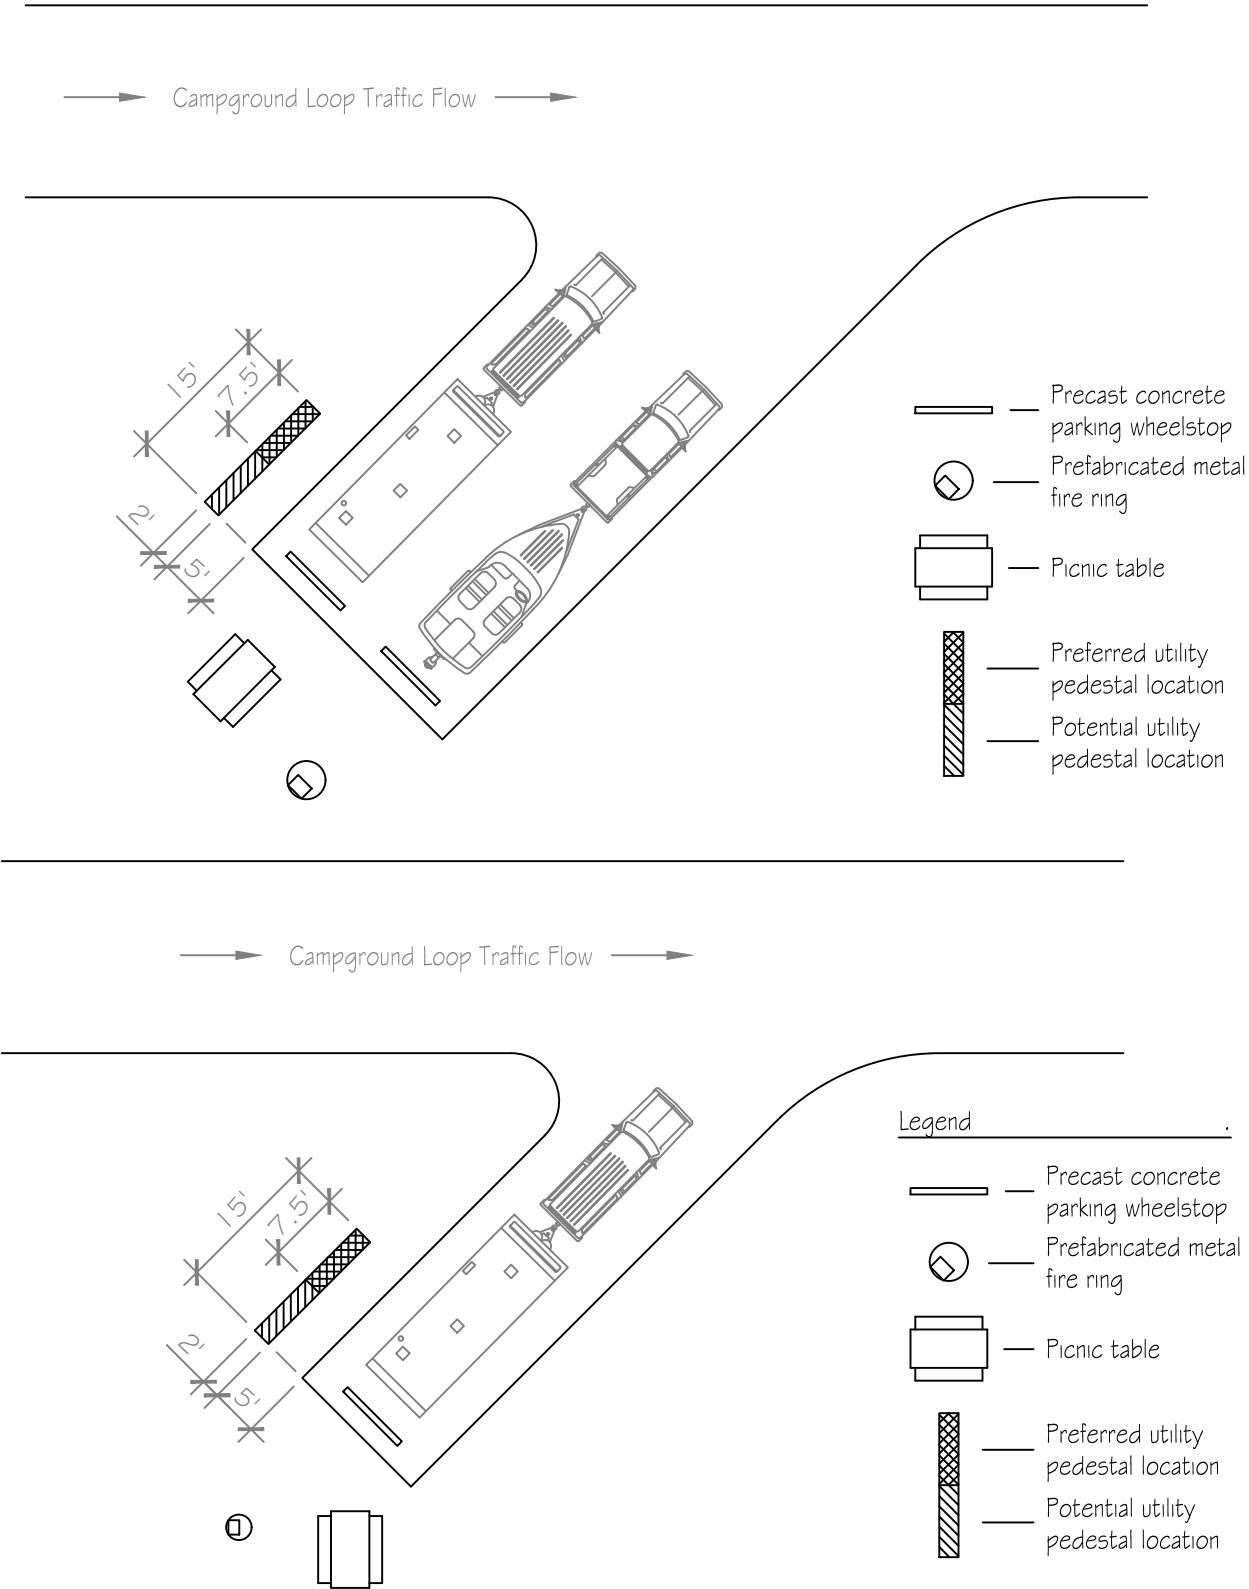 Campground Loop Traffic Flow
15'
7.5'
2'
5'
Precast concrete
parking wheelstop
Prefabricated metal
fire ring
Picnic table
Preferred utility
pedestal location
Potential utility
pedestal location
Campground Loop Traffic Flow
15'
7.5'
2'
5'
Legend .
Precast concrete
parking wheelstop
Prefabricated metal
fire ring
Picnic table
Preferred utility
pedestal location
Potential utility
pedestal location